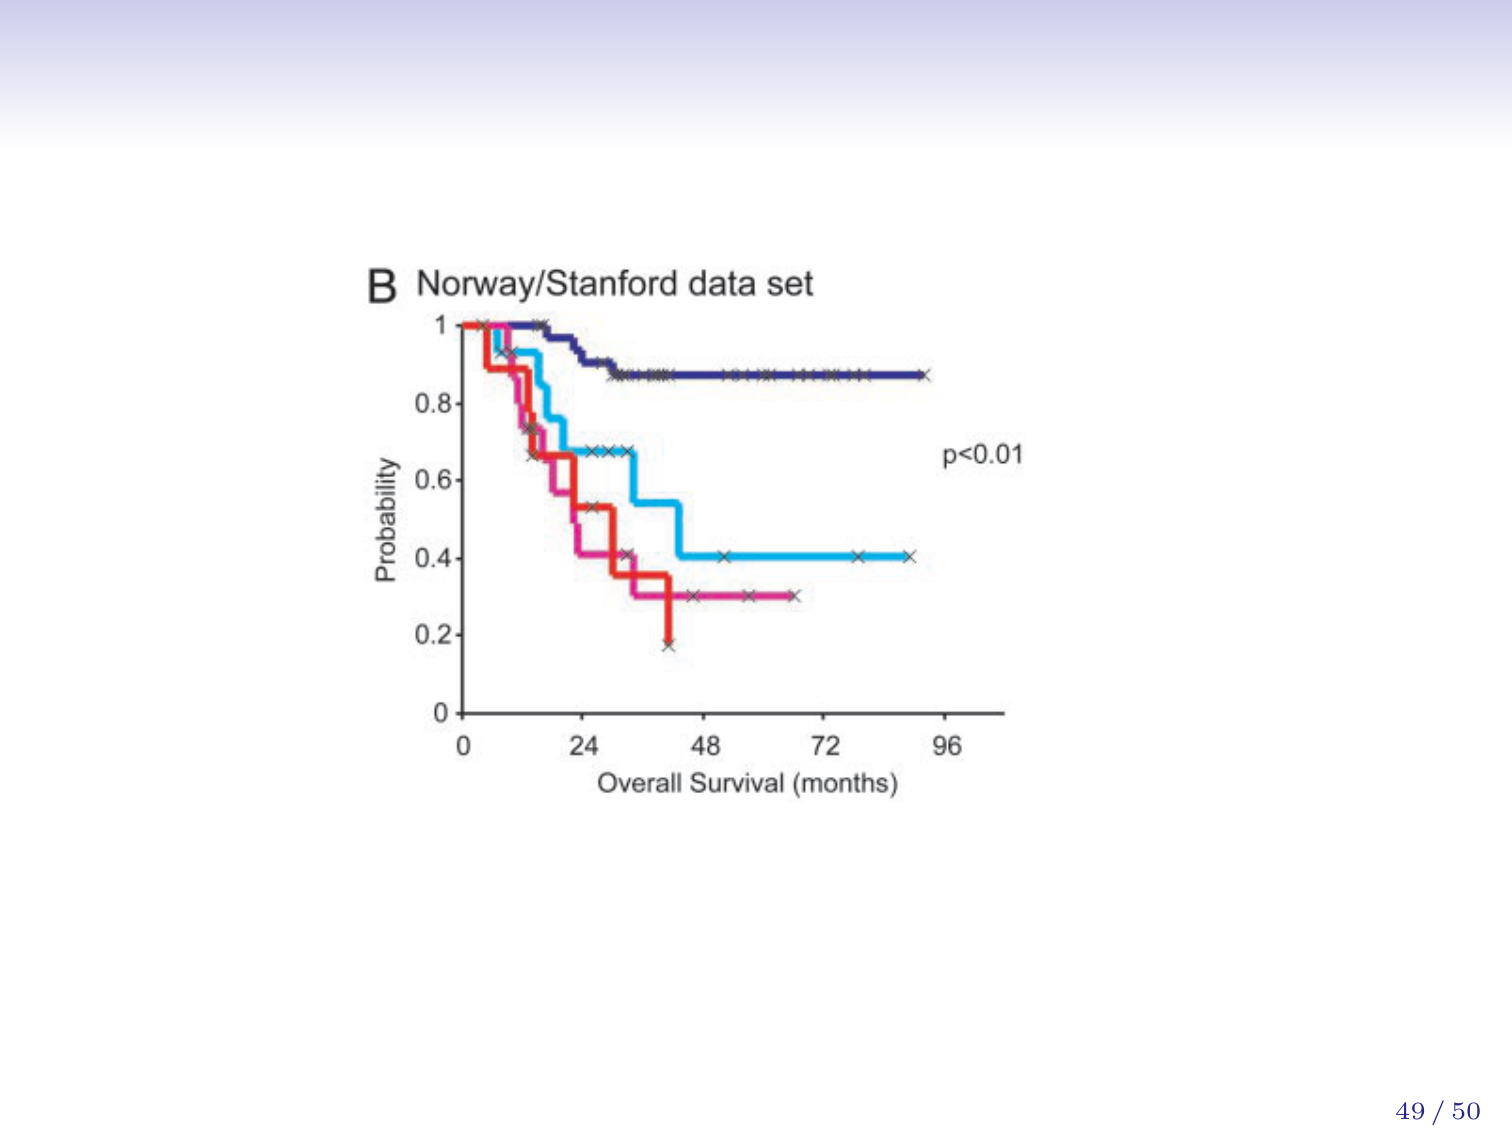 B Norway/Stanford data set
1
0.8
p<0.01
0.6
Probability
0.4
0.2
0
0 24 48 72 96
Overall Survival (months)
49 / 50